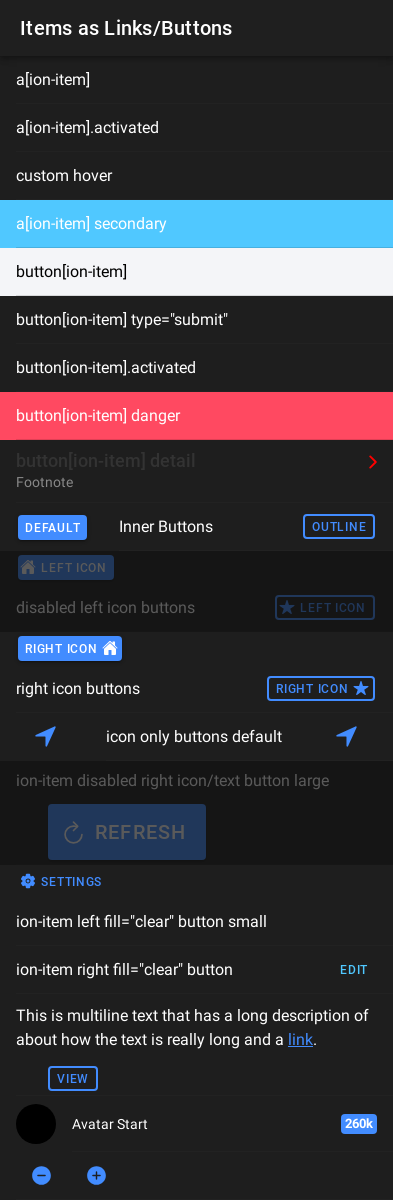 Items as Links/Buttons
a[ion-item]
a[ion-item].activated
custom hover
a[ion-item] secondary
button[ion-item]
button[ion-item] type="submit"
button[ion-item].activated
button[ion-item] danger
button[ion-item] detail
Footnote
DEFAULT Inner Buttons OUTLINE
LEFT ICON
disabled left icon buttons LEFT ICON
RIGHT ICON
right icon buttons RIGHT ICON
icon only buttons default
ion-item disabled right icon/text button large
REFRESH
SETTINGS
ion-item left fill="clear" button small
ion-item right fill="clear" button EDIT
This is multiline text that has a long description of
about how the text is really long and a link.
VIEW
Avatar Start 260k